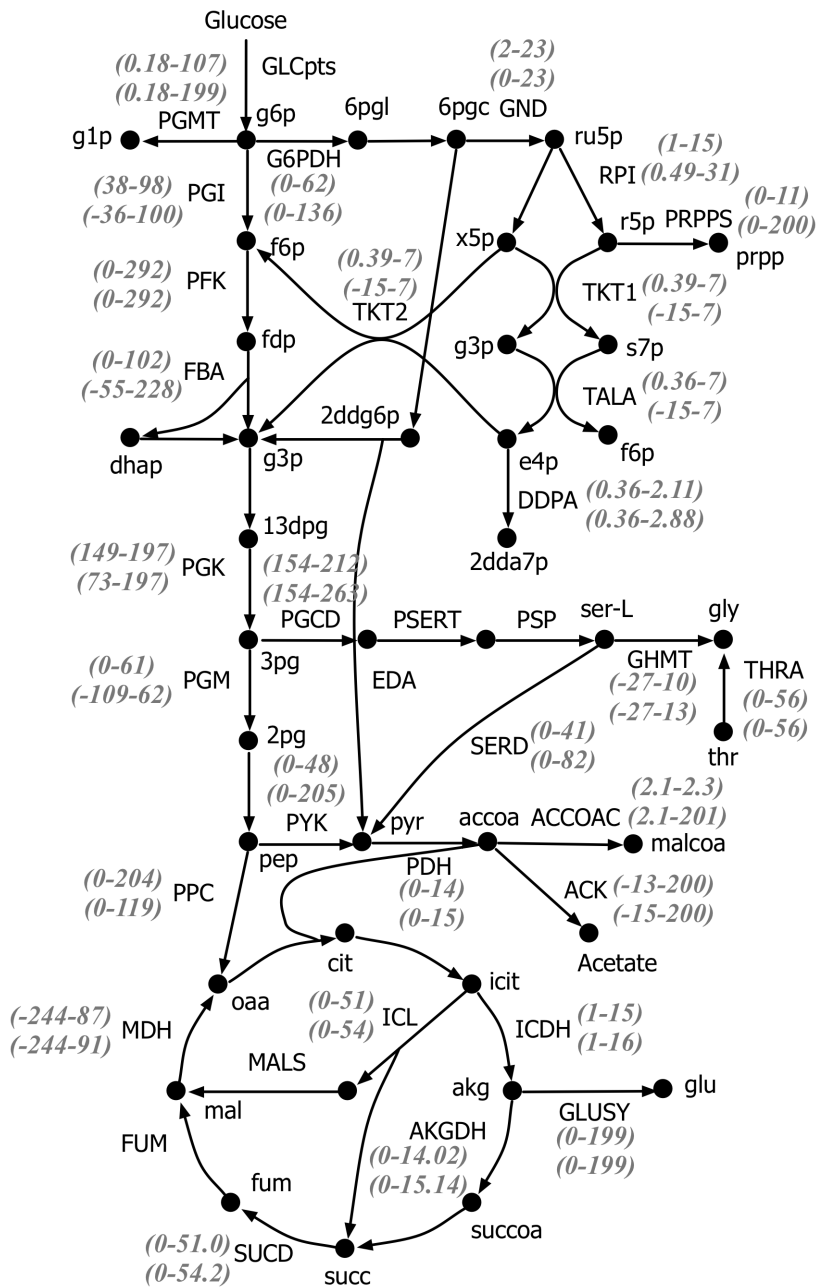 Glucose
(0.18-107)
(0.18-199)
GLCpts
(2-23)
(0-23)
g1p
PGMT
g6p
6pgl
6pgc
GND
ru5p
G6PDH
(38-98)
(-36-100)
PGI
(0-62)
(0-136)
RPI
(1-15)
(0.49-31)
f6p
x5p
r5p
PRPPS
(0-11)
(0-200)
prpp
(0-292)
(0-292)
PFK
(0.39-7)
(-15-7)
TKT2
TKT1
(0.39-7)
(-15-7)
fdp
g3p
s7p
(0-102)
(-55-228)
FBA
TALA
(0.36-7)
(-15-7)
2ddg6p
dhap
g3p
e4p
f6p
DDPA
(0.36-2.11)
(0.36-2.88)
13dpg
2dda7p
(149-197)
(73-197)
PGK
(154-212)
(154-263)
PGCD
PSERT
PSP
ser-L
gly
3pg
GHMT
(-27-10)
(-27-13)
THRA
(0-56)
(0-56)
thr
(0-61)
(-109-62)
PGM
EDA
2pg
SERD
(0-41)
(0-82)
(0-48)
(0-205)
PYK
pep
pyr
accoa
ACCOAC
(2.1-2.3)
(2.1-201)
malcoa
PDH
(0-14)
(0-15)
(0-204)
(0-119)
PPC
ACK
(-13-200)
(-15-200)
Acetate
cit
oaa
icit
(-244-87)
(-244-91)
MDH
(0-51)
(0-54)
ICL
ICDH
(1-15)
(1-16)
MALS
mal
akg
glu
GLUSY
(0-199)
(0-199)
FUM
AKGDH
(0-14.02)
(0-15.14)
fum
succoa
(0-51.0)
(0-54.2)
SUCD
succ